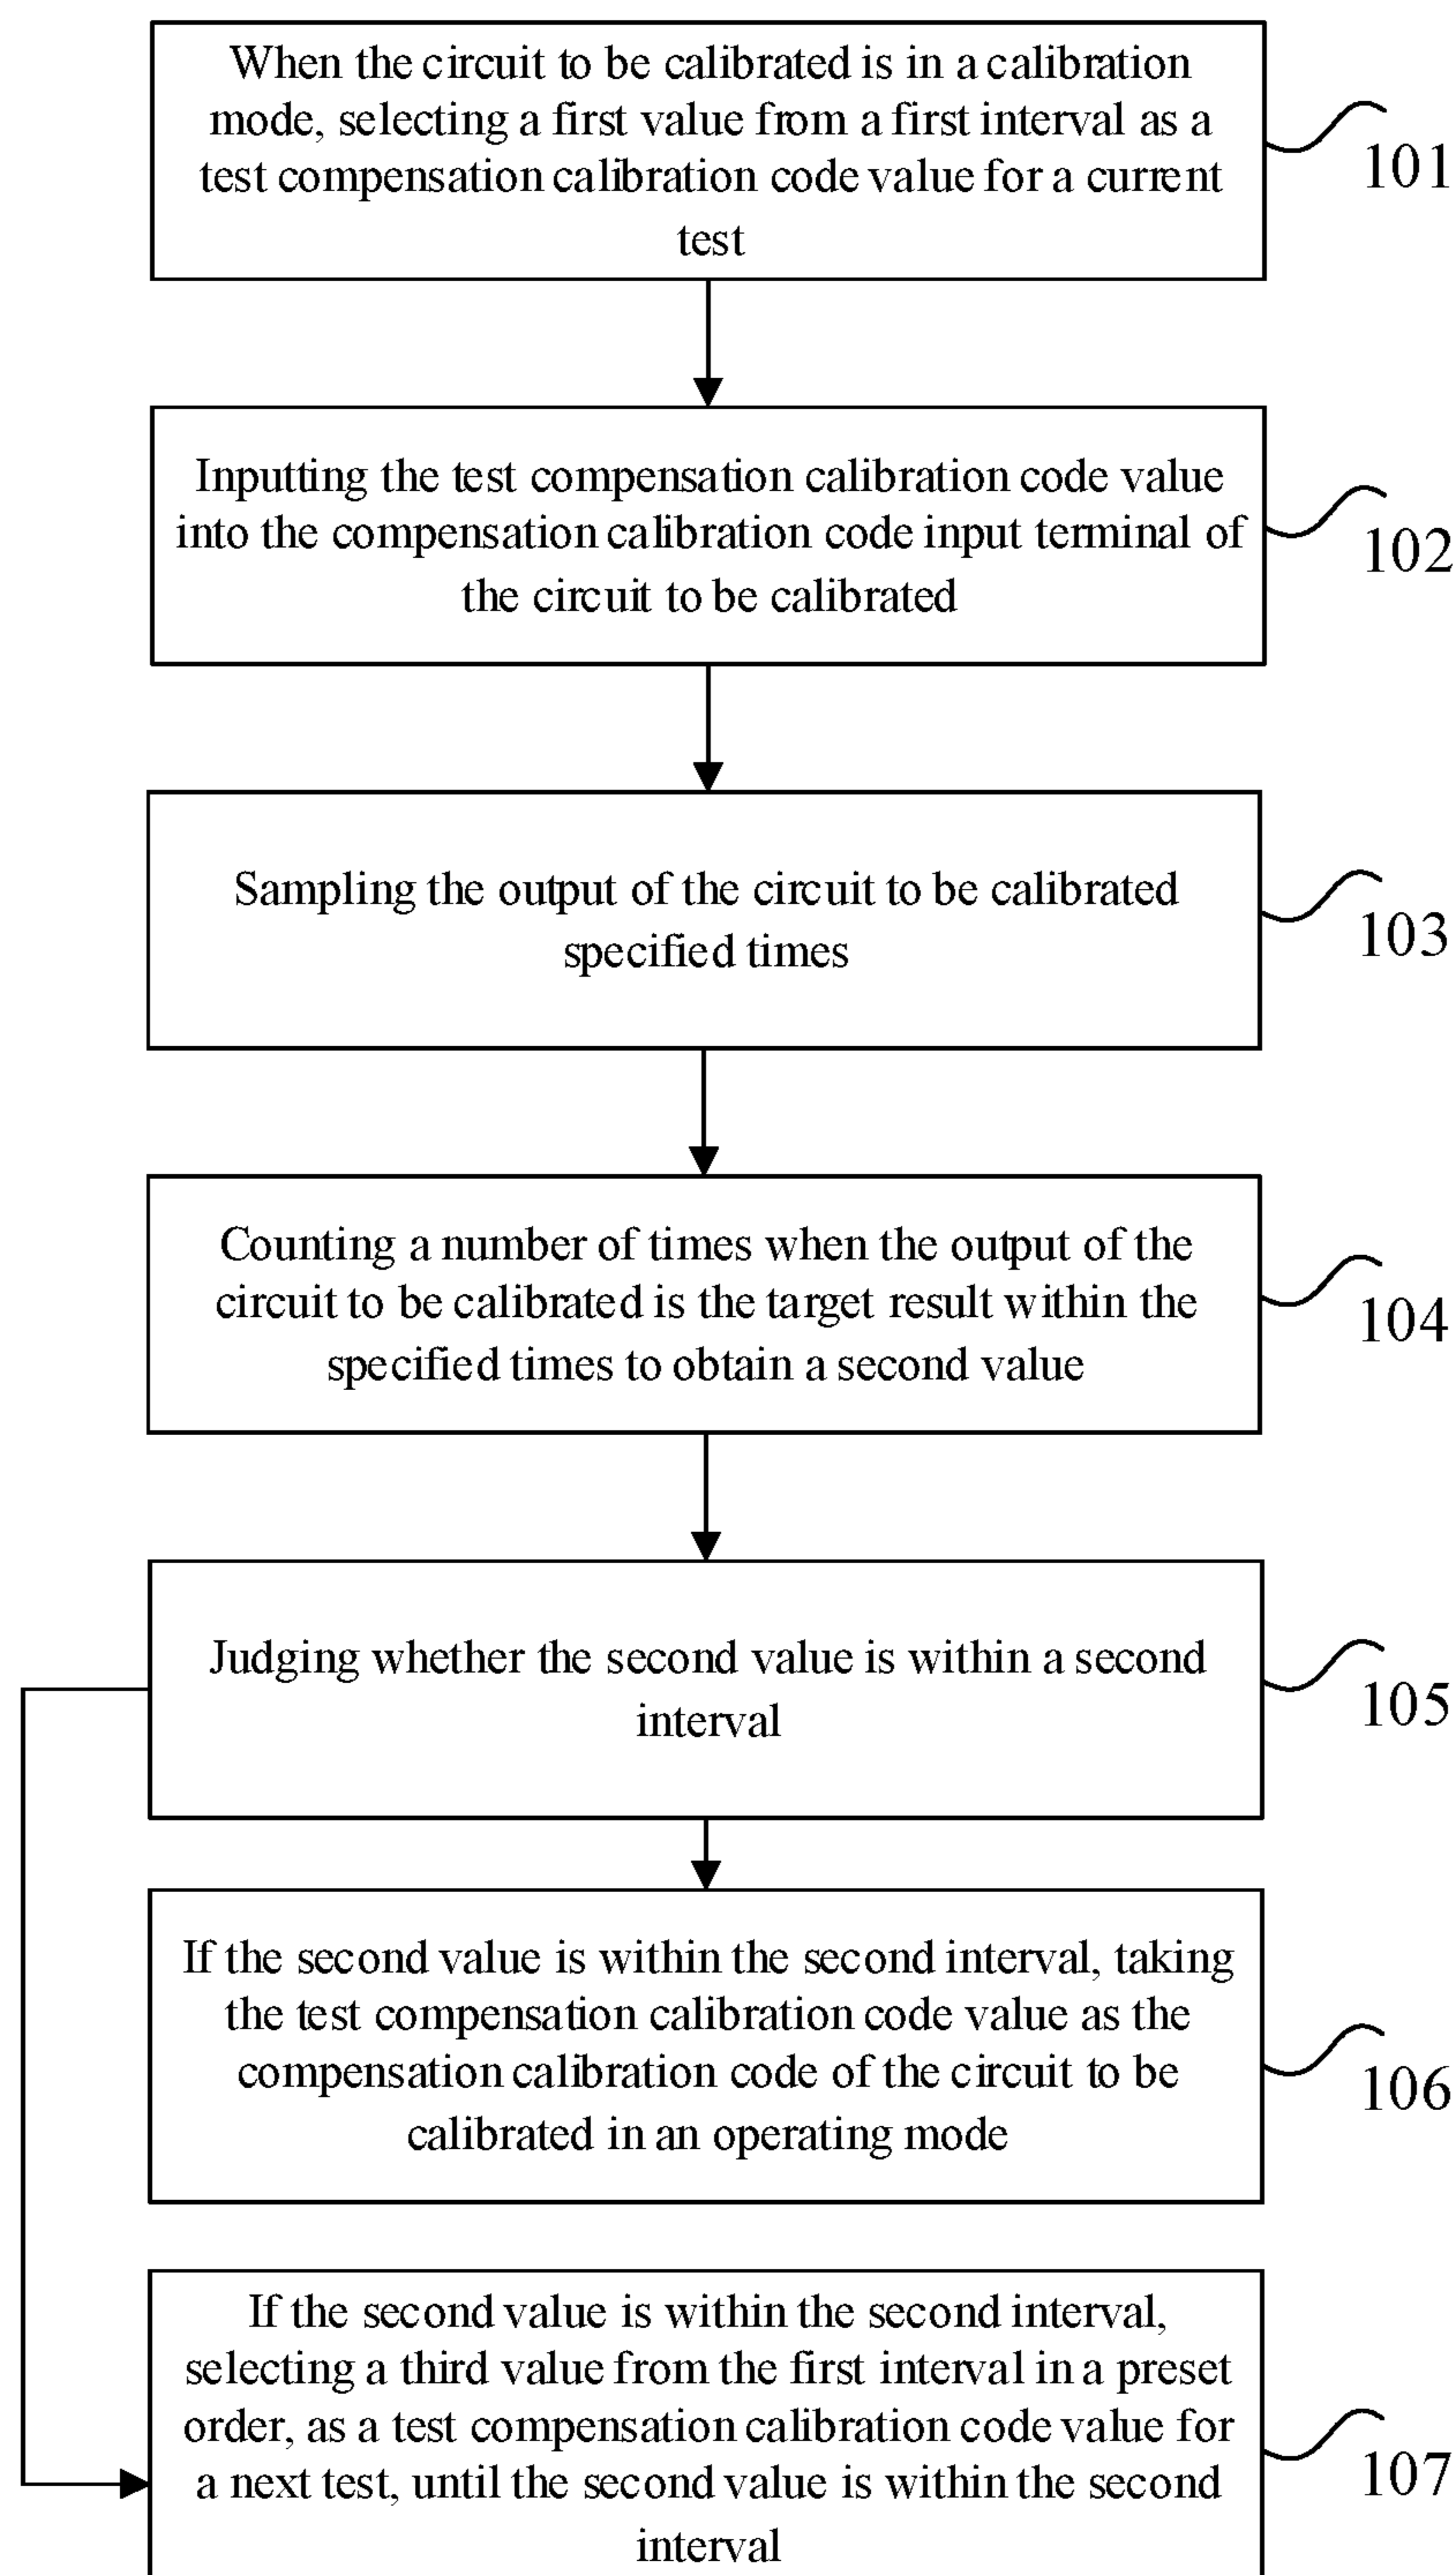 When the circuit to be calibrated is in a calibration
mode, selecting a first value from a first interval as a
test compensation calibration code value for a current
test
101
Inputting the test compensation calibration code value
into the compensation calibration code input terminal of
the circuit to be calibrated
102
Sampling the output of the circuit to be calibrated
specified times
103
Counting a number of times when the output of the
circuit to be calibrated is the target result within the
specified times to obtain a second value
104
Judging whether the second value is within a second
interval
105
If the second value is within the second interval, taking
the test compensation calibration code value as the
compensation calibration code of the circuit to be
calibrated in an operating mode
106
If the second value is within the second interval,
selecting a third value from the first interval in a preset
order, as a test compensation calibration code value for
a next test, until the second value is within the second
interval
107